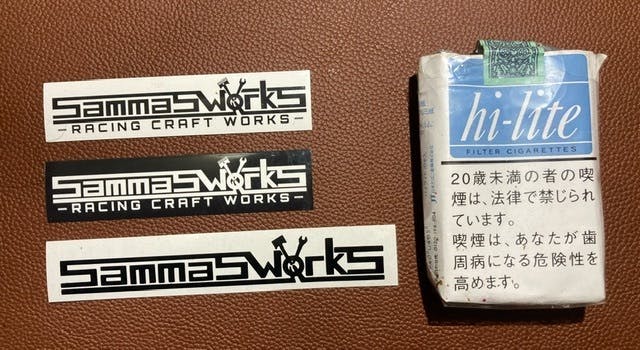 SammaSworks
-RACING CRAFT WORKS-
SammaSworks
-RACING CRAFT WORKS-
SammaSworks
hi-lite
FILTER CIGARETTES
20歳未満の者の喫
煙は、法律で禁じられ
ています。
喫煙は、あなたが歯
周病になる危険性を
高めます。